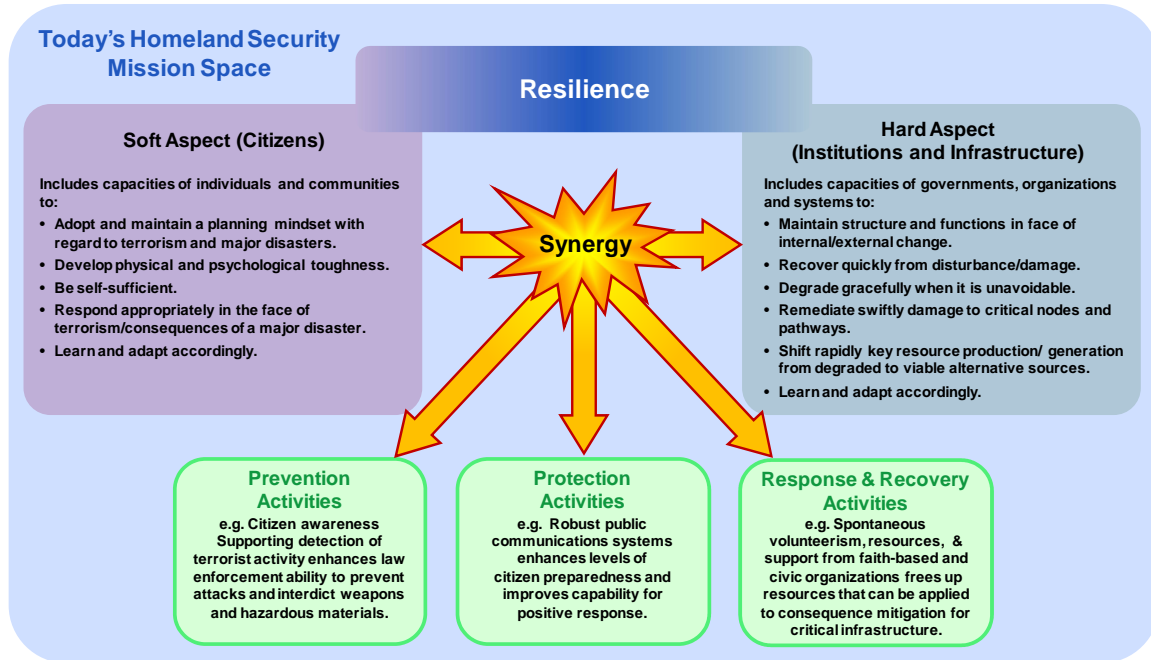 Today's Homeland Security
Mission Space
Resilience
Soft Aspect (Citizens)
Includes capacities of individuals and communities
to:
• Adopt and maintain a planning mindset with
regard to terrorism and major disasters.
• Develop physical and psychological toughness.
• Be self-sufficient.
• Respond appropriately in the face of
terrorism/consequences of a major disaster.
• Learn and adapt accordingly.
Synergy
Hard Aspect
(Institutions and Infrastructure)
Includes capacities of governments, organizations
and systems to:
• Maintain structure and functions in face of
internal/external change.
• Recover quickly from disturbance/damage.
• Degrade gracefully when it is unavoidable.
• Remediate swiftly damage to critical nodes and
pathways.
• Shift rapidly key resource production/ generation
from degraded to viable alternative sources.
• Learn and adapt accordingly.
Prevention
Activities
e.g. Citizen awareness
Supporting detection of
terrorist activity enhances law
enforcement ability to prevent
attacks and interdict weapons
and hazardous materials.
Protection
Activities
e.g. Robust public
communications systems
enhances levels of
citizen preparedness and
improves capability for
positive response.
Response & Recovery
Activities
e.g. Spontaneous
volunteerism, resources, &
support from faith-based and
civic organizations frees up
resources that can be applied
to consequence mitigation for
critical infrastructure.